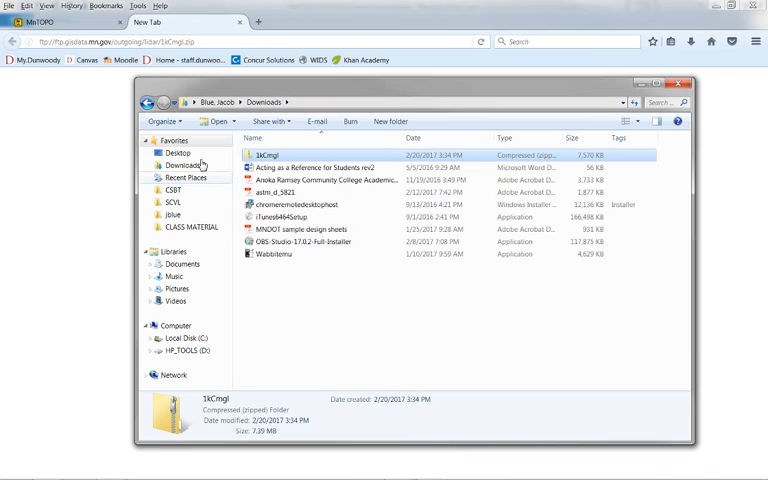 File Edit View History Bookmarks Tools Help
MnTOPO × New Tab × +
ftp://ftp.gisdata.mn.gov/outgoing/lidar/1kCmgl.zip Search
My.Dunwoody Canvas Moodle Home - staff.dunwoo... Concur Solutions WIDS Khan Academy
Blue, Jacob Downloads Search...
Organize Open Share with E-mail Burn New folder
Favorites
Desktop
Downloads
Recent Places
CSBT
SCVL
jblue
CLASS MATERIAL
Libraries
Documents
Music
Pictures
Videos
Computer
Local Disk (C:)
HP_TOOLS (D:)
Network
Name Date Type Size Tags
1kCmgl 2/20/2017 3:34 PM Compressed (zipp... 7,570 KB
Acting as a Reference for Students rev2 5/5/2016 9:29 AM Microsoft Word D... 56 KB
Anoka Ramsey Community College Academic... 11/19/2016 3:49 PM Adobe Acrobat D... 3,733 KB
astm_d_5821 2/12/2017 7:42 PM Adobe Acrobat D... 1,877 KB
chromeremotedesktophost 9/13/2016 4:21 PM Windows Installer ... 12,136 KB Installer
iTunes6464Setup 9/1/2016 2:41 PM Application 166,498 KB
MNDOT sample design sheets 1/25/2017 9:28 AM Adobe Acrobat D... 3,031 KB
OBS-Studio-17.0.2-Full-Installer 2/8/2017 7:08 PM Application 117,875 KB
Wabbitemu 1/10/2017 9:59 AM Application 4,629 KB
1kCmgl Date created: 2/20/2017 3:34 PM
Compressed (zipped) Folder
Date modified: 2/20/2017 3:34 PM
Size: 7.39 MB